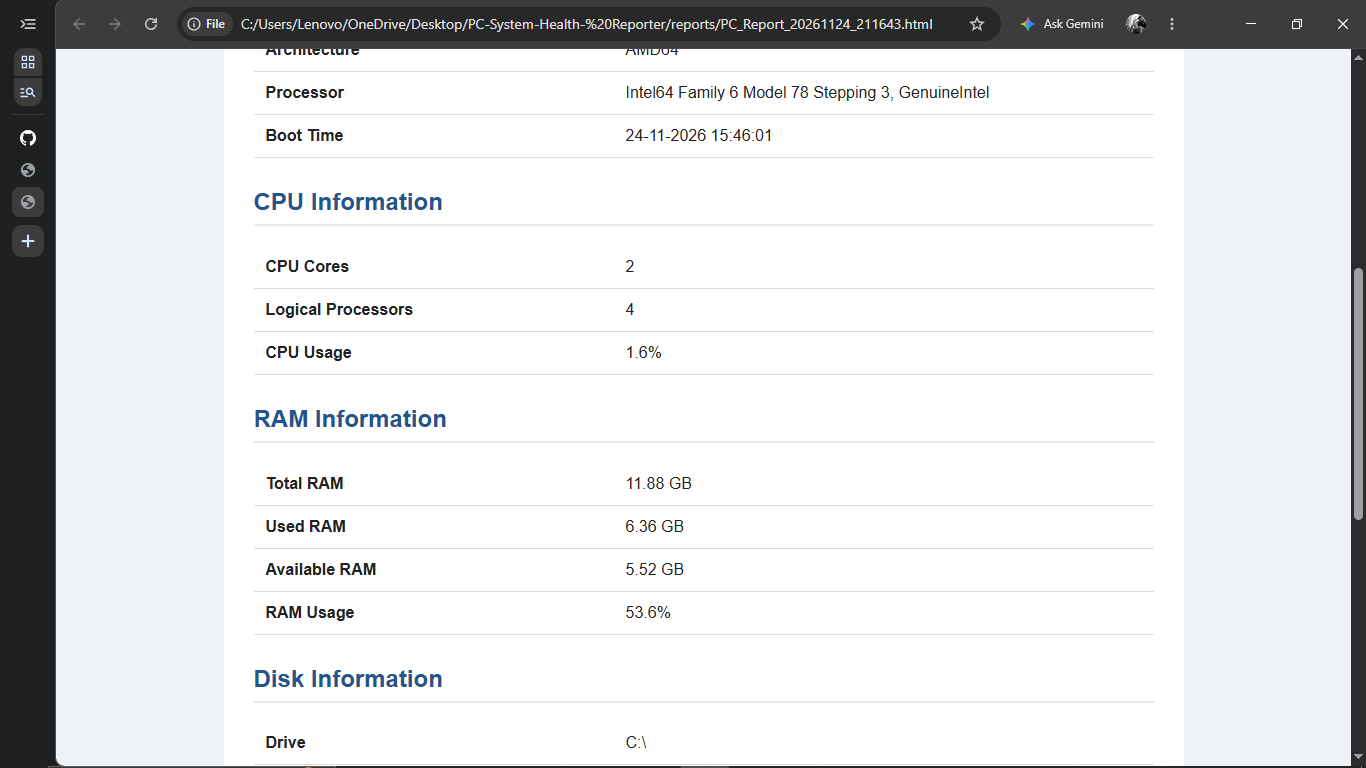 File C:/Users/Lenovo/OneDrive/Desktop/PC-System-Health-%20Reporter/reports/PC_Report_20261124_211643.html Ask Gemini
Architecture AMD64
Processor Intel64 Family 6 Model 78 Stepping 3, GenuineIntel
Boot Time 24-11-2026 15:46:01
CPU Information
CPU Cores 2
Logical Processors 4
CPU Usage 1.6%
RAM Information
Total RAM 11.88 GB
Used RAM 6.36 GB
Available RAM 5.52 GB
RAM Usage 53.6%
Disk Information
Drive C:\